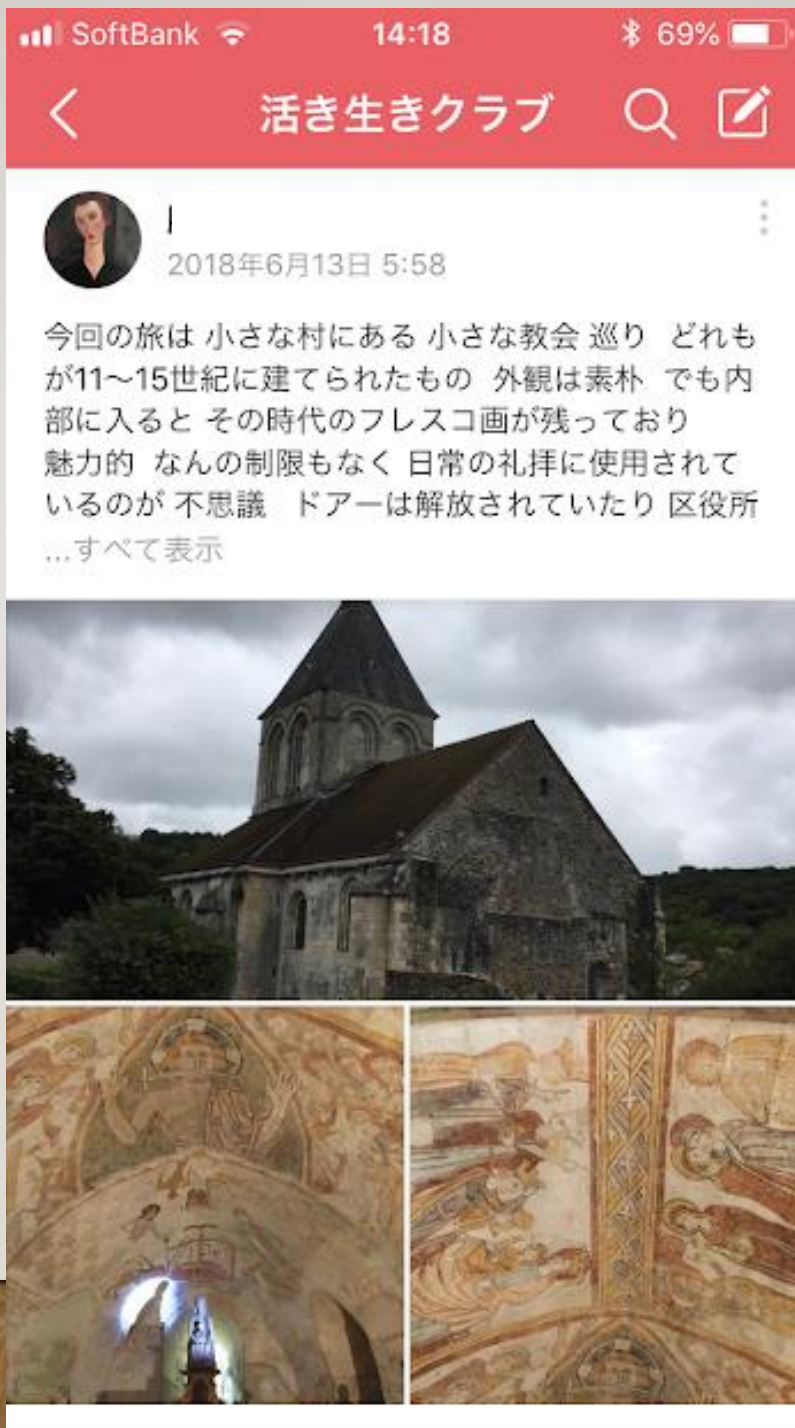 SoftBank 14:18 69%
活き生きクラブ
2018年6月13日 5:58
今回の旅は 小さな村にある 小さな教会 巡り どれも
が11〜15世紀に建てられたもの 外観は素朴 でも内
部に入ると その時代のフレスコ画が残っており
魅力的 なんの制限もなく 日常の礼拝に使用されて
いるのが 不思議 ドアーは解放されていたり 区役所
...すべて表示